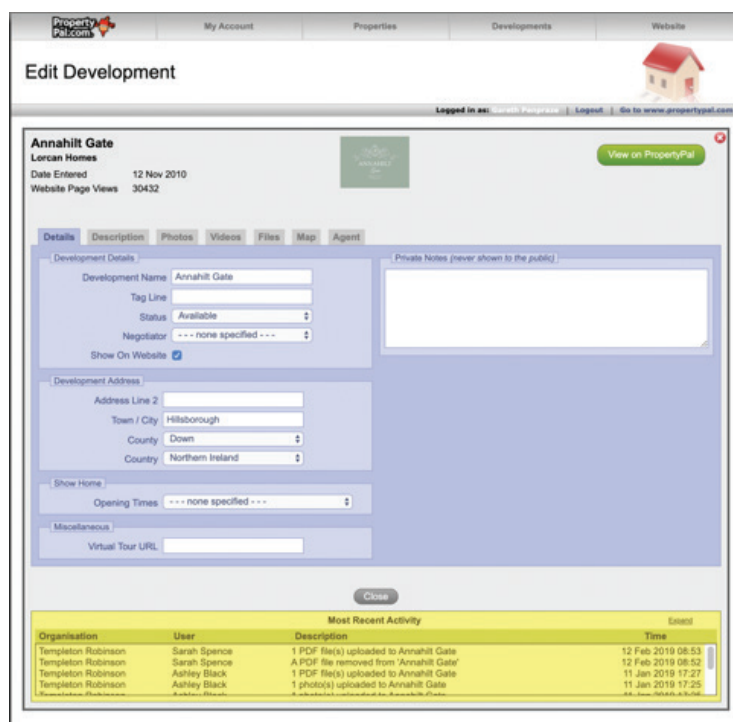 Property
Pal.com
My Account Properties Developments Website
Edit Development
Logged in as: | Logout | Go to www.propertypal.com
Annahilt Gate
Lorcan Homes
Date Entered 12 Nov 2010
Website Page Views 30432
ANNAHILT
View on PropertyPal
Details Description Photos Videos Files Map Agent
Development Details
Development Name Annahilt Gate
Tag Line
Status Available
Negotiator - - - none specified - - -
Show On Website
Private Notes (never shown to the public)
Development Address
Address Line 2
Town / City Hillsborough
County Down
Country Northern Ireland
Show Home
Opening Times - - - none specified - - -
Miscellaneous
Virtual Tour URL
Close
Most Recent Activity Expand
Organisation User Description Time
Templeton Robinson Sarah Spence 1 PDF file(s) uploaded to Annahilt Gate 12 Feb 2019 08:53
Templeton Robinson Sarah Spence A PDF file removed from 'Annahilt Gate' 12 Feb 2019 08:52
Templeton Robinson Ashley Black 1 PDF file(s) uploaded to Annahilt Gate 11 Jan 2019 17:27
Templeton Robinson Ashley Black 1 photo(s) uploaded to Annahilt Gate 11 Jan 2019 17:25